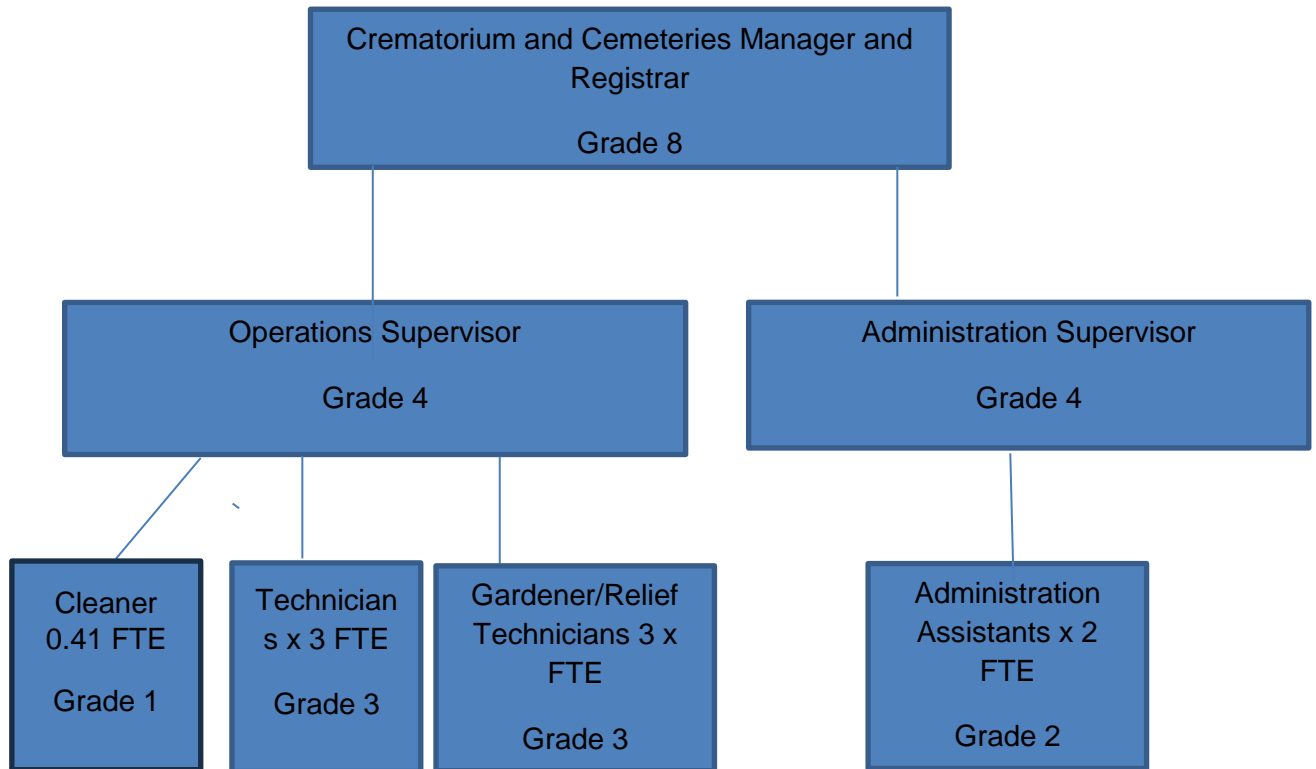 Crematorium and Cemeteries Manager and
Registrar
Grade 8
Operations Supervisor
Grade 4
Administration Supervisor
Grade 4
Cleaner
0.41 FTE
Grade 1
Technician
s x 3 FTE
Grade 3
Gardener/Relief
Technicians 3 x
FTE
Grade 3
Administration
Assistants x 2
FTE
Grade 2